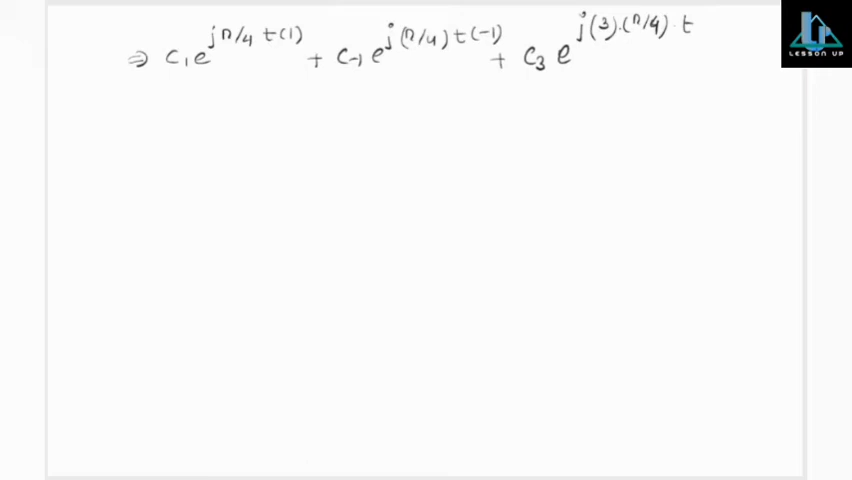 ⇒ c₁e^{jπ/4 t(1)} + c₋₁e^{j(π/4)t(-1)} + c₃ e^{j(3)·(π/4)·t}
LESSON UP